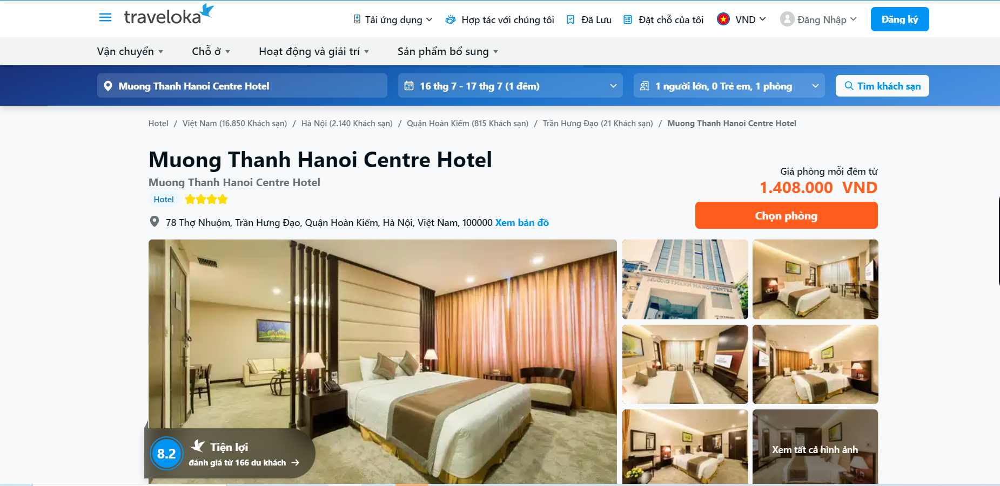 traveloka
Tải ứng dụng
Hợp tác với chúng tôi
Đã Lưu
Đặt chỗ của tôi
VND
Đăng Nhập
Đăng ký
Vận chuyển
Chỗ ở
Hoạt động và giải trí
Sản phẩm bổ sung
Muong Thanh Hanoi Centre Hotel
16 thg 7 - 17 thg 7 (1 đêm)
1 người lớn, 0 Trẻ em, 1 phòng
Tìm khách sạn
Hotel / Việt Nam (16.850 Khách sạn) / Hà Nội (2.140 Khách sạn) / Quận Hoàn Kiếm (815 Khách sạn) / Trần Hưng Đạo (21 Khách sạn) / Muong Thanh Hanoi Centre Hotel
Muong Thanh Hanoi Centre Hotel
Muong Thanh Hanoi Centre Hotel
Hotel
78 Thợ Nhuộm, Trần Hưng Đạo, Quận Hoàn Kiếm, Hà Nội, Việt Nam, 100000 Xem bản đồ
Giá phòng mỗi đêm từ
1.408.000 VND
Chọn phòng
MUONG THANH HANOI CENTRE
8.2
Tiện lợi
đánh giá từ 166 du khách
Xem tất cả hình ảnh